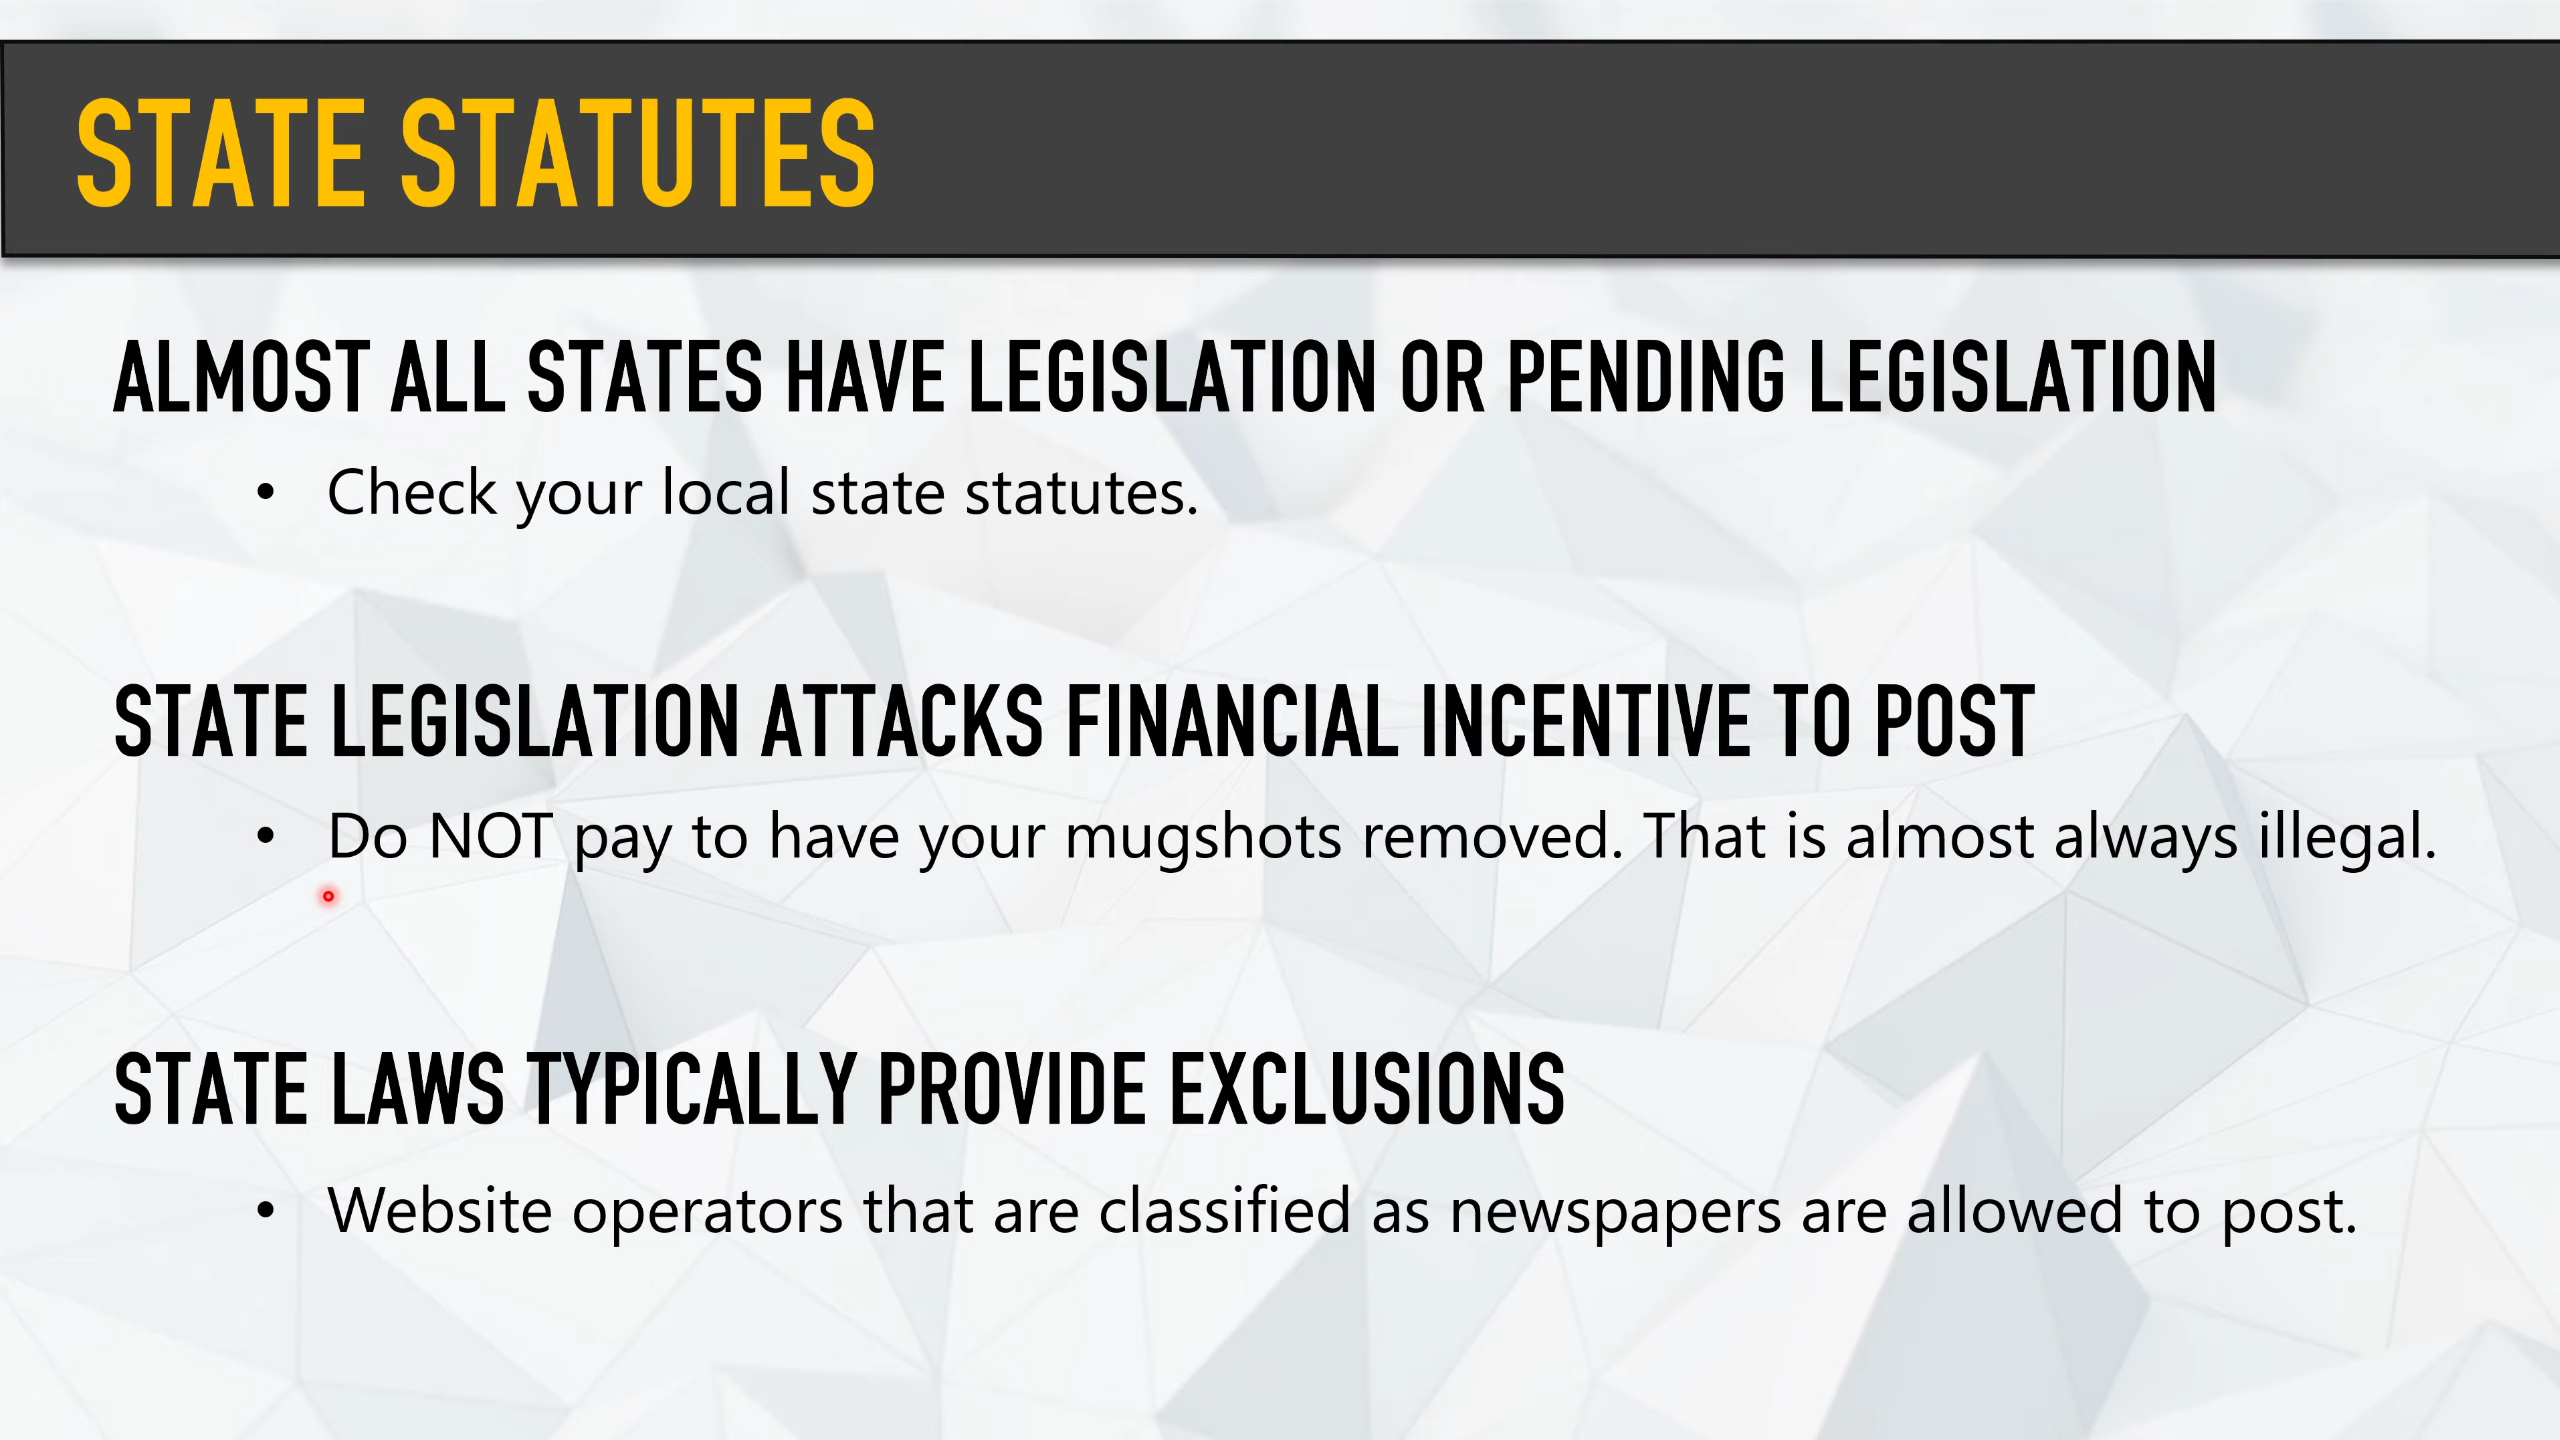 STATE STATUTES
ALMOST ALL STATES HAVE LEGISLATION OR PENDING LEGISLATION
• Check your local state statutes.
STATE LEGISLATION ATTACKS FINANCIAL INCENTIVE TO POST
• Do NOT pay to have your mugshots removed. That is almost always illegal.
STATE LAWS TYPICALLY PROVIDE EXCLUSIONS
• Website operators that are classified as newspapers are allowed to post.